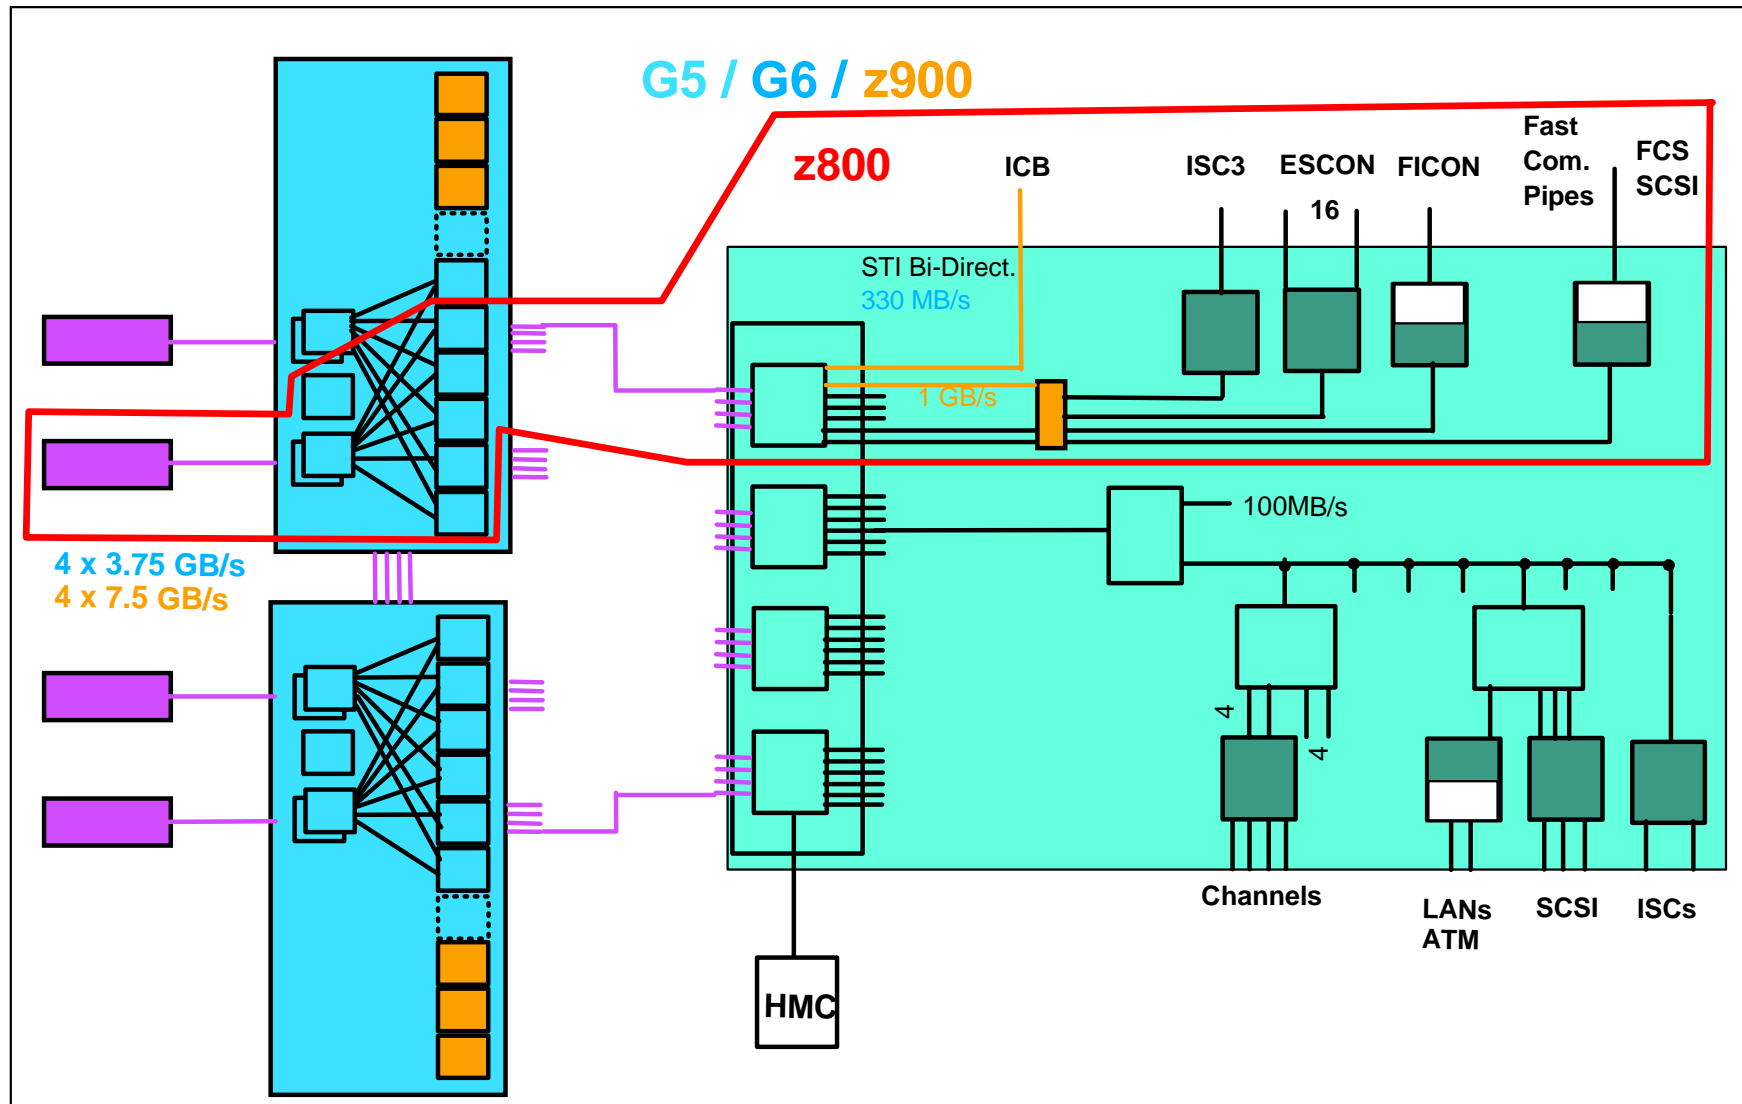 G5 / G6 / z900
z800
ICB
ISC3
ESCON
16
FICON
Fast
Com.
Pipes
FCS
SCSI
STI Bi-Direct.
330 MB/s
1 GB/s
100MB/s
4 x 3.75 GB/s
4 x 7.5 GB/s
4
4
Channels
LANs
ATM
SCSI
ISCs
HMC